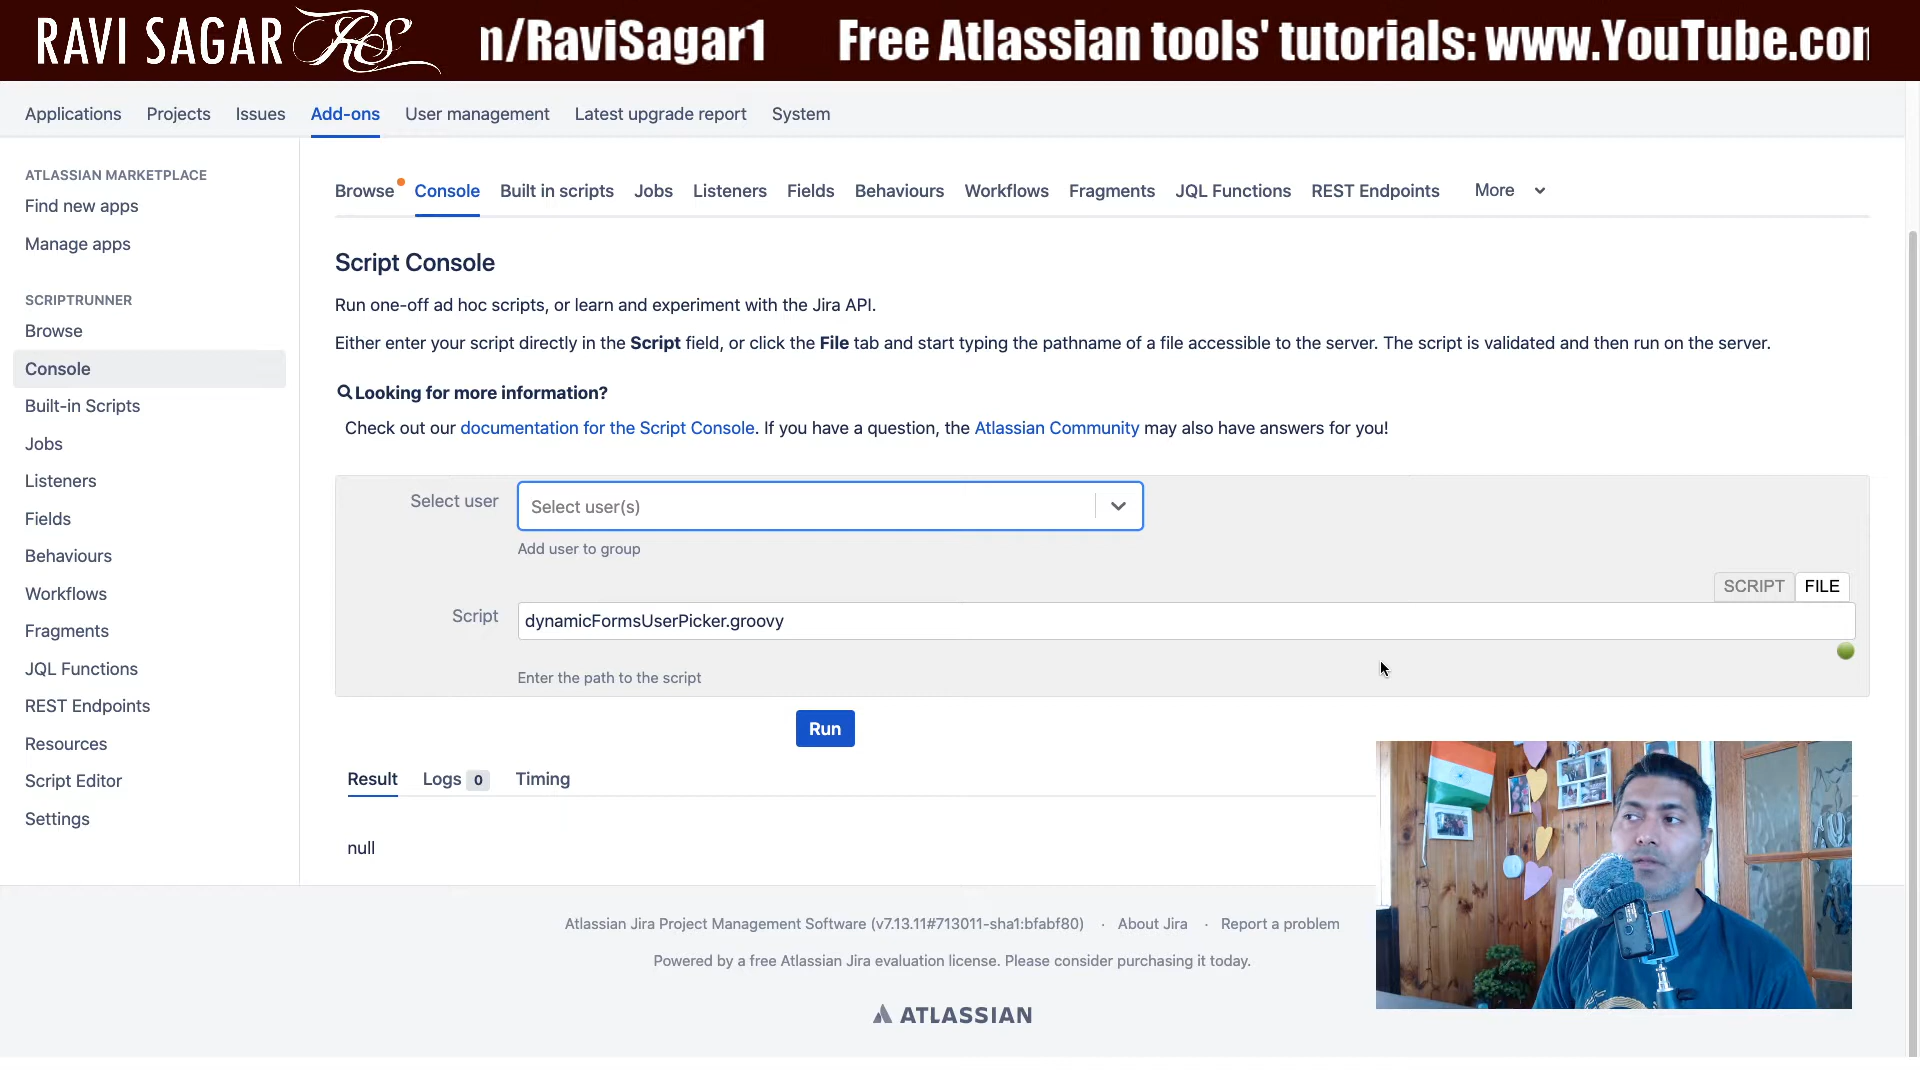 RAVI SAGAR RS n/RaviSagar1 Free Atlassian tools' tutorials: www.YouTube.com
Applications Projects Issues Add-ons User management Latest upgrade report System
ATLASSIAN MARKETPLACE
Find new apps
Manage apps
SCRIPTRUNNER
Browse
Console
Built-in Scripts
Jobs
Listeners
Fields
Behaviours
Workflows
Fragments
JQL Functions
REST Endpoints
Resources
Script Editor
Settings
Browse Console Built in scripts Jobs Listeners Fields Behaviours Workflows Fragments JQL Functions REST Endpoints More
Script Console
Run one-off ad hoc scripts, or learn and experiment with the Jira API.
Either enter your script directly in the Script field, or click the File tab and start typing the pathname of a file accessible to the server. The script is validated and then run on the server.
Looking for more information?
Check out our documentation for the Script Console. If you have a question, the Atlassian Community may also have answers for you!
Select user Select user(s)
Add user to group
SCRIPT FILE
Script dynamicFormsUserPicker.groovy
Enter the path to the script
Run
Result Logs 0 Timing
null
Atlassian Jira Project Management Software (v7.13.11#713011-sha1:bfabf80) · About Jira · Report a problem
Powered by a free Atlassian Jira evaluation license. Please consider purchasing it today.
ATLASSIAN